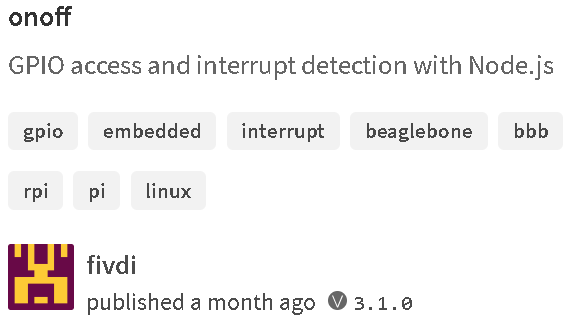 onoff
GPIO access and interrupt detection with Node.js
gpio embedded interrupt beaglebone bbb
rpi pi linux
fivdi
published a month ago V 3.1.0